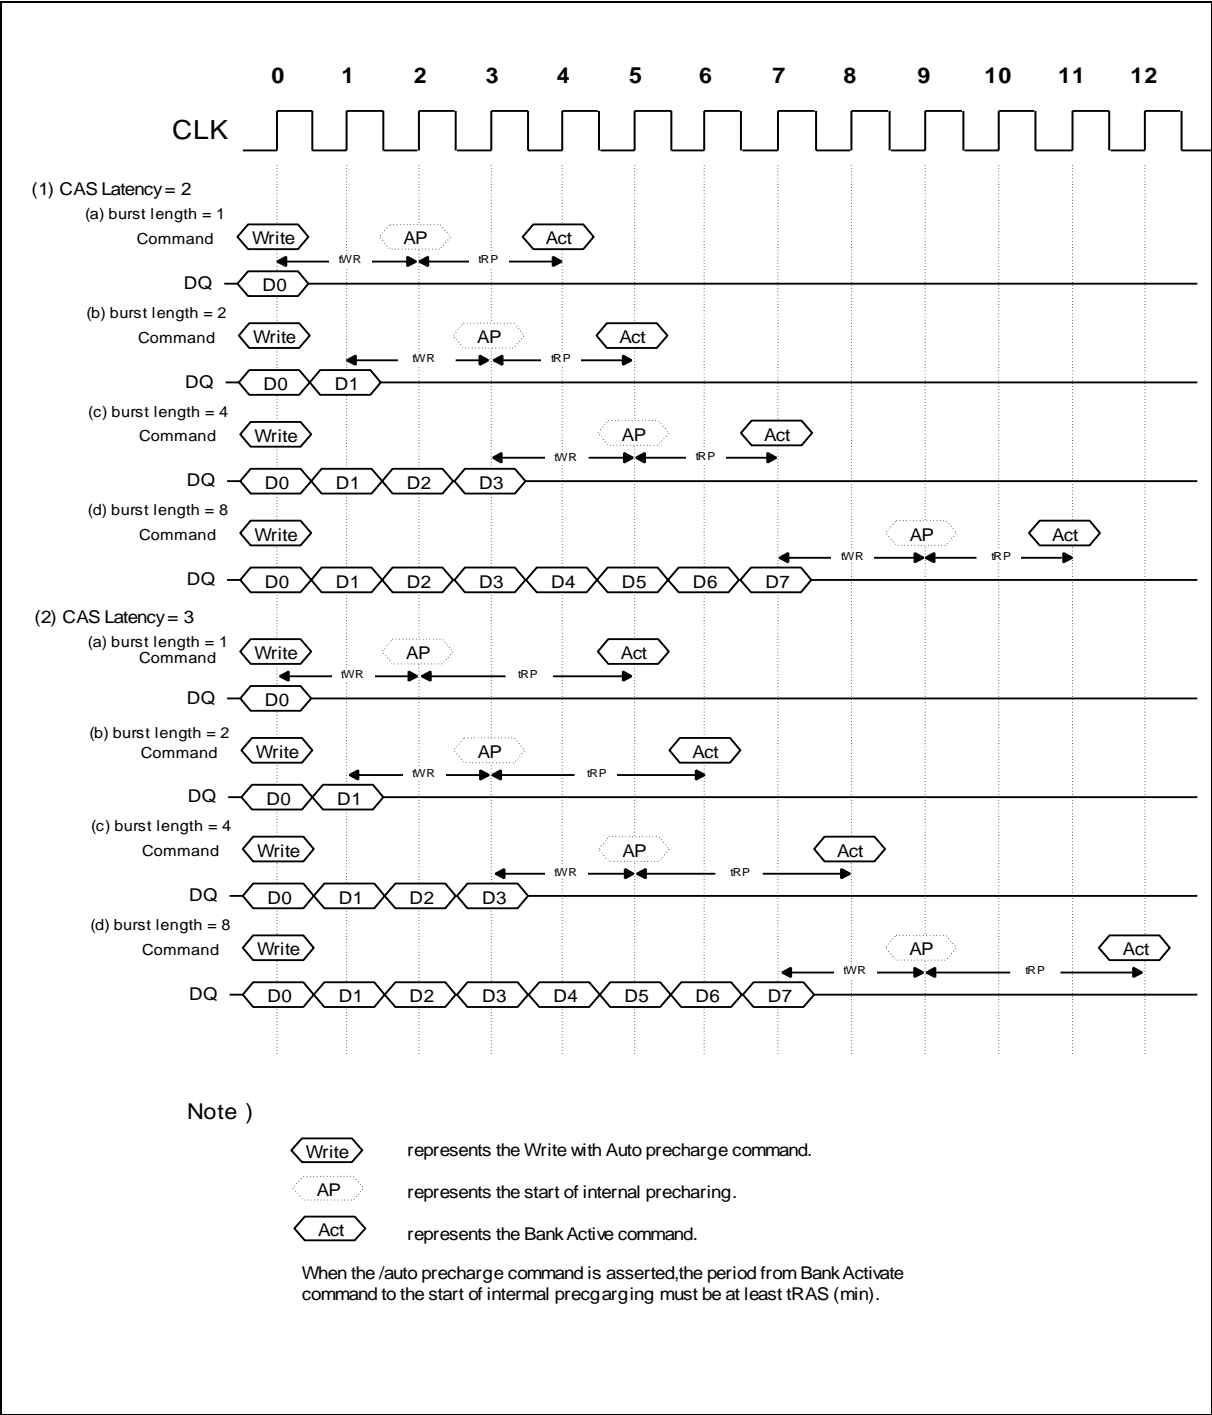 0 1 2 3 4 5 6 7 8 9 10 11 12
CLK
(1) CAS Latency = 2
(a) burst length = 1
Command Write AP Act
tWR tRP
DQ D0
(b) burst length = 2
Command Write AP Act
tWR tRP
DQ D0 D1
(c) burst length = 4
Command Write AP Act
tWR tRP
DQ D0 D1 D2 D3
(d) burst length = 8
Command Write AP Act
tWR tRP
DQ D0 D1 D2 D3 D4 D5 D6 D7
(2) CAS Latency = 3
(a) burst length = 1
Command Write AP Act
tWR tRP
DQ D0
(b) burst length = 2
Command Write AP Act
tWR tRP
DQ D0 D1
(c) burst length = 4
Command Write AP Act
tWR tRP
DQ D0 D1 D2 D3
(d) burst length = 8
Command Write AP Act
tWR tRP
DQ D0 D1 D2 D3 D4 D5 D6 D7
Note )
Write represents the Write with Auto precharge command.
AP represents the start of internal precharing.
Act represents the Bank Active command.
When the /auto precharge command is asserted,the period from Bank Activate
command to the start of intermal precgarging must be at least tRAS (min).